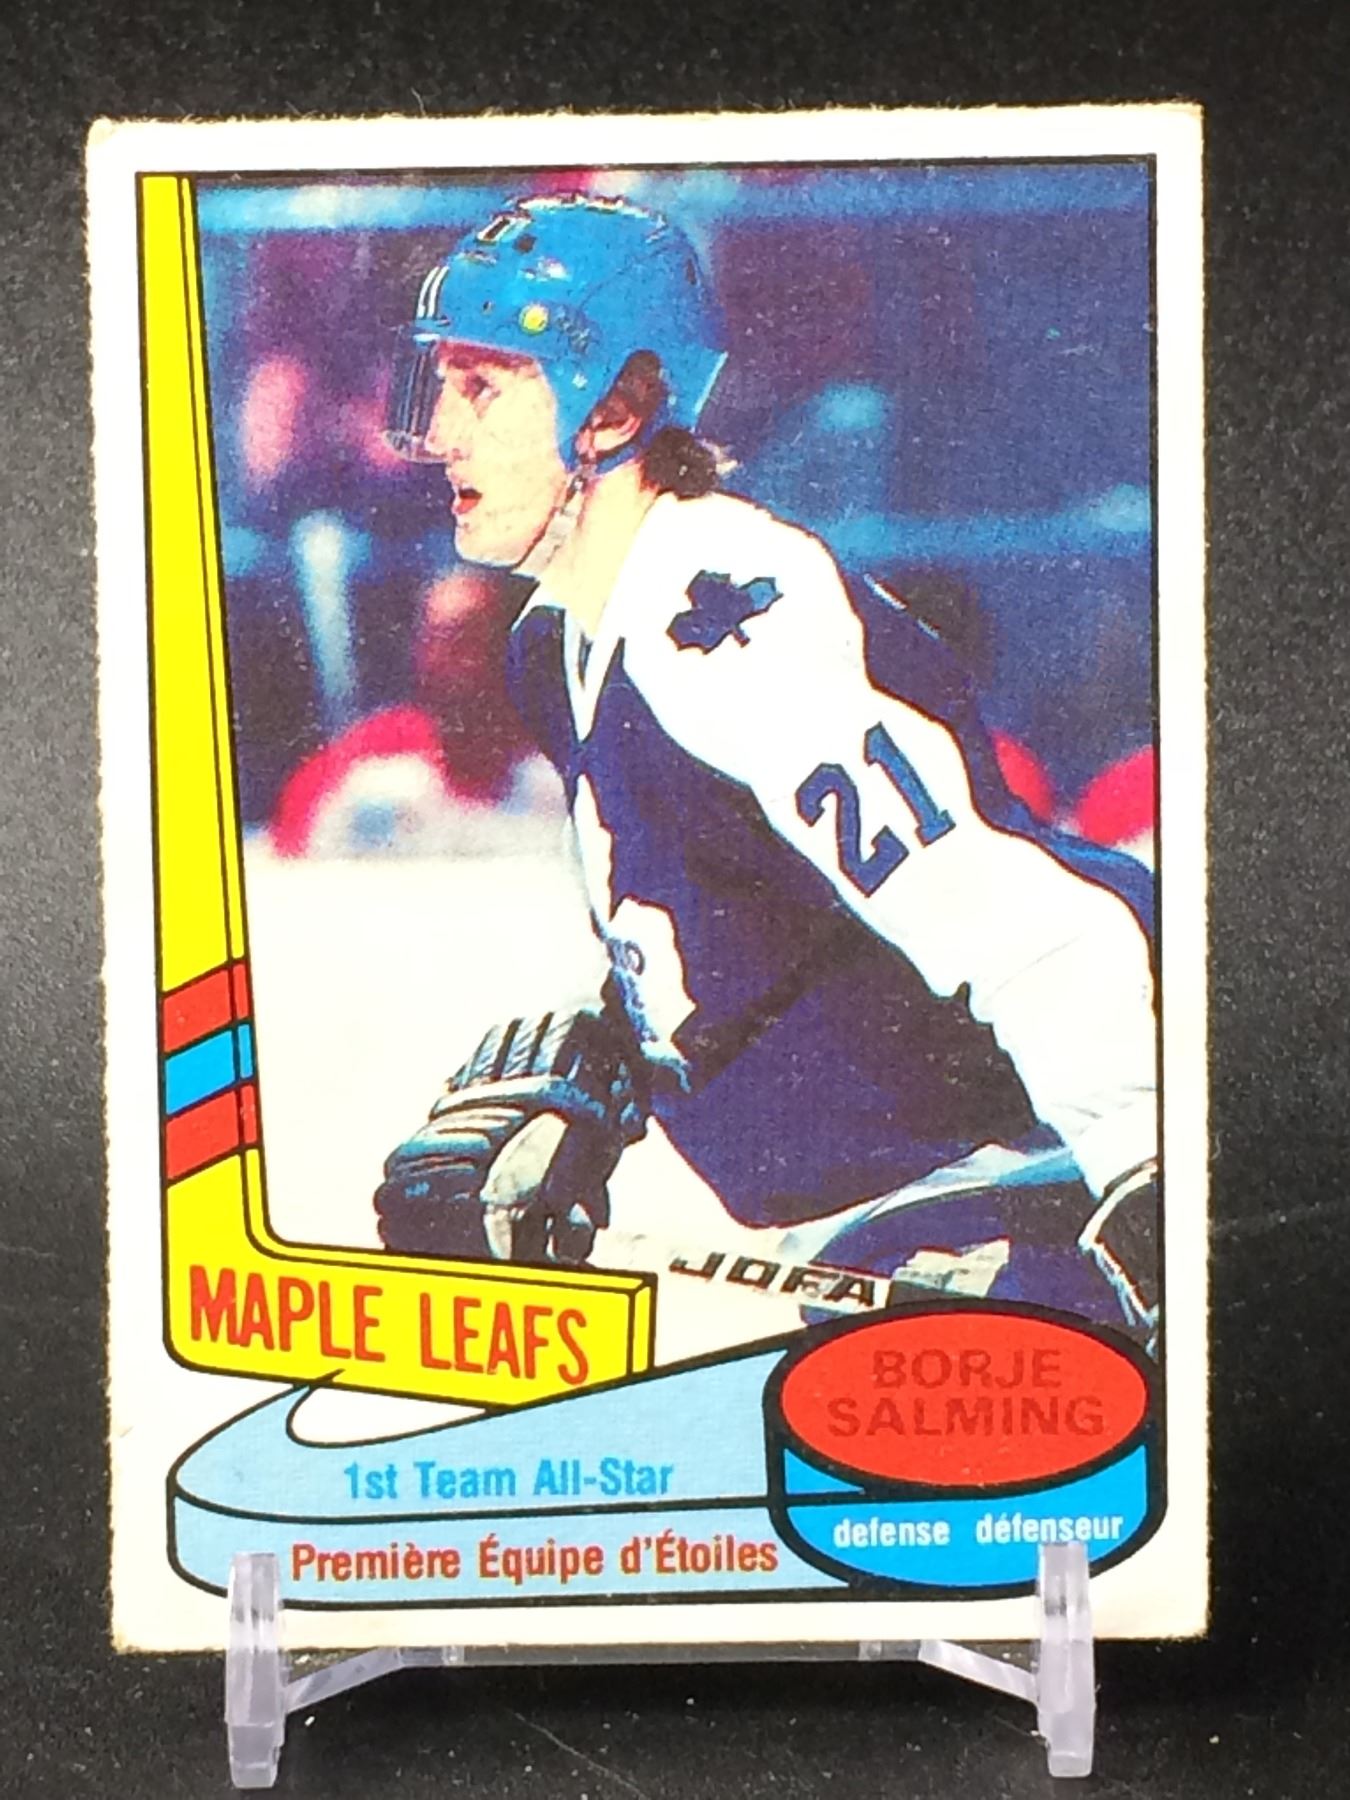 21
JOFA
MAPLE LEAFS
BORJE
SALMING
1st Team All-Star
defense défenseur
Première Équipe d'Étoiles